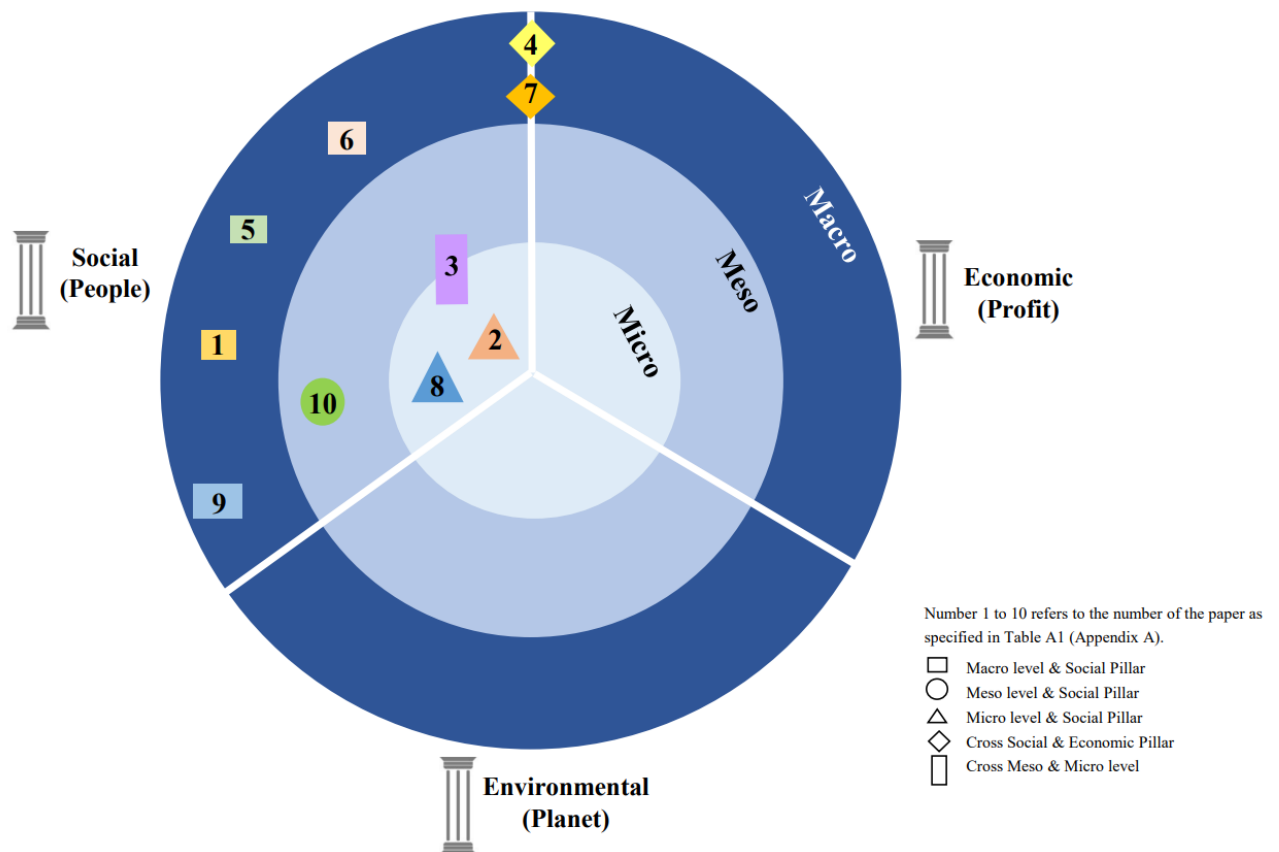 4
7
6
Macro
5
Meso
Social
(People)
3
Economic
(Profit)
Micro
2
1
8
10
9
Number 1 to 10 refers to the number of the paper as
specified in Table A1 (Appendix A).
Macro level & Social Pillar
Meso level & Social Pillar
Micro level & Social Pillar
Cross Social & Economic Pillar
Cross Meso & Micro level
Environmental
(Planet)